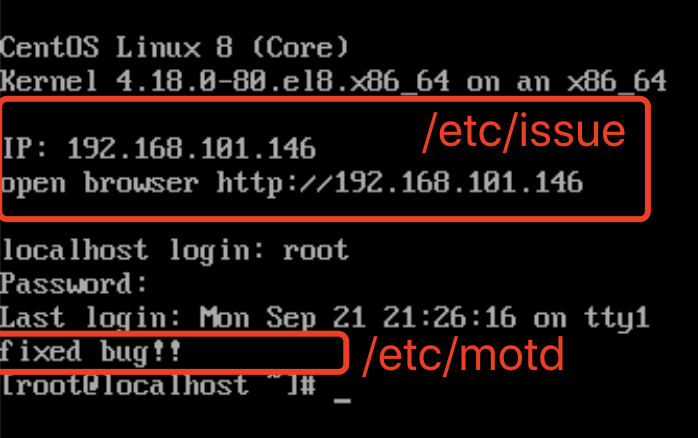 CentOS Linux 8 (Core)
Kernel 4.18.0-80.el8.x86_64 on an x86_64
/etc/issue
IP: 192.168.101.146
open browser http://192.168.101.146
localhost login: root
Password:
Last login: Mon Sep 21 21:26:16 on tty1
fixed bug!!
/etc/motd
[root@localhost ~]# _